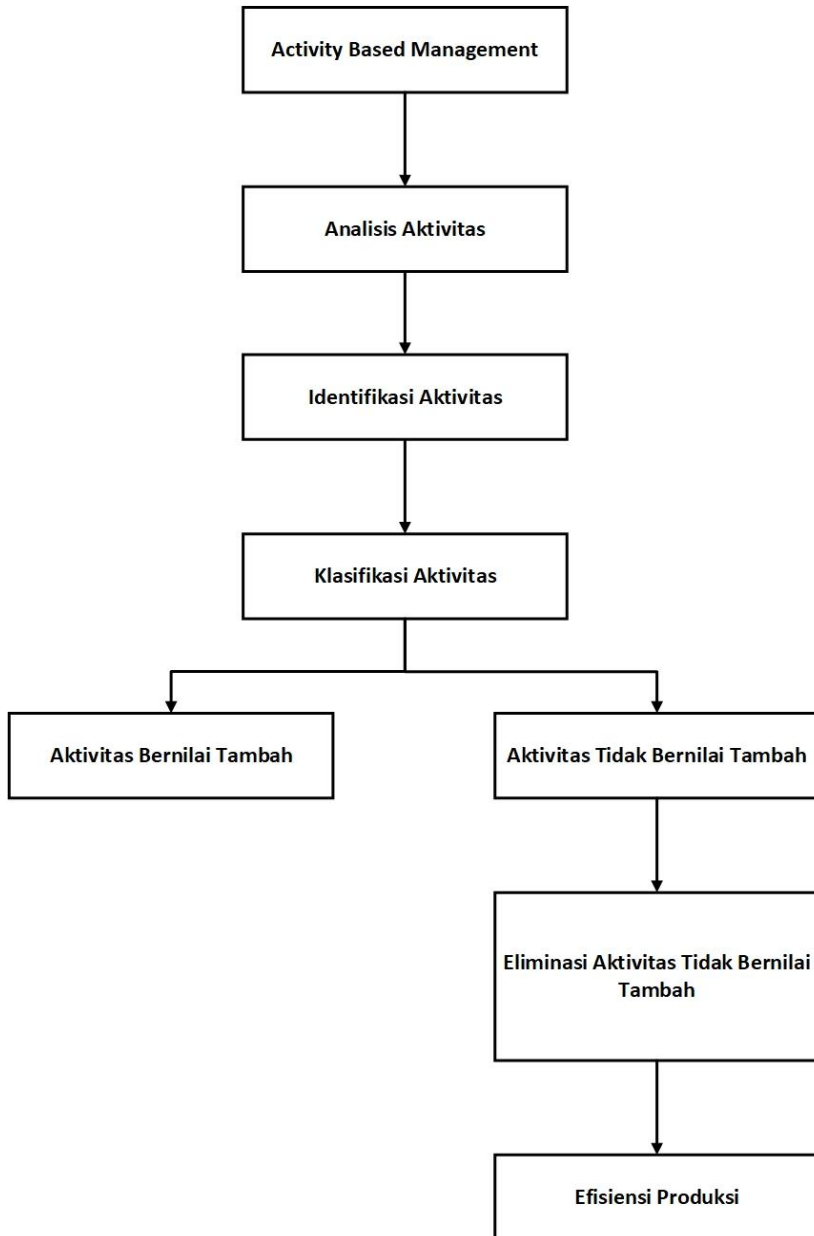 Activity Based Management
Analisis Aktivitas
Identifikasi Aktivitas
Klasifikasi Aktivitas
Aktivitas Bernilai Tambah
Aktivitas Tidak Bernilai Tambah
Eliminasi Aktivitas Tidak Bernilai
Tambah
Efisiensi Produksi